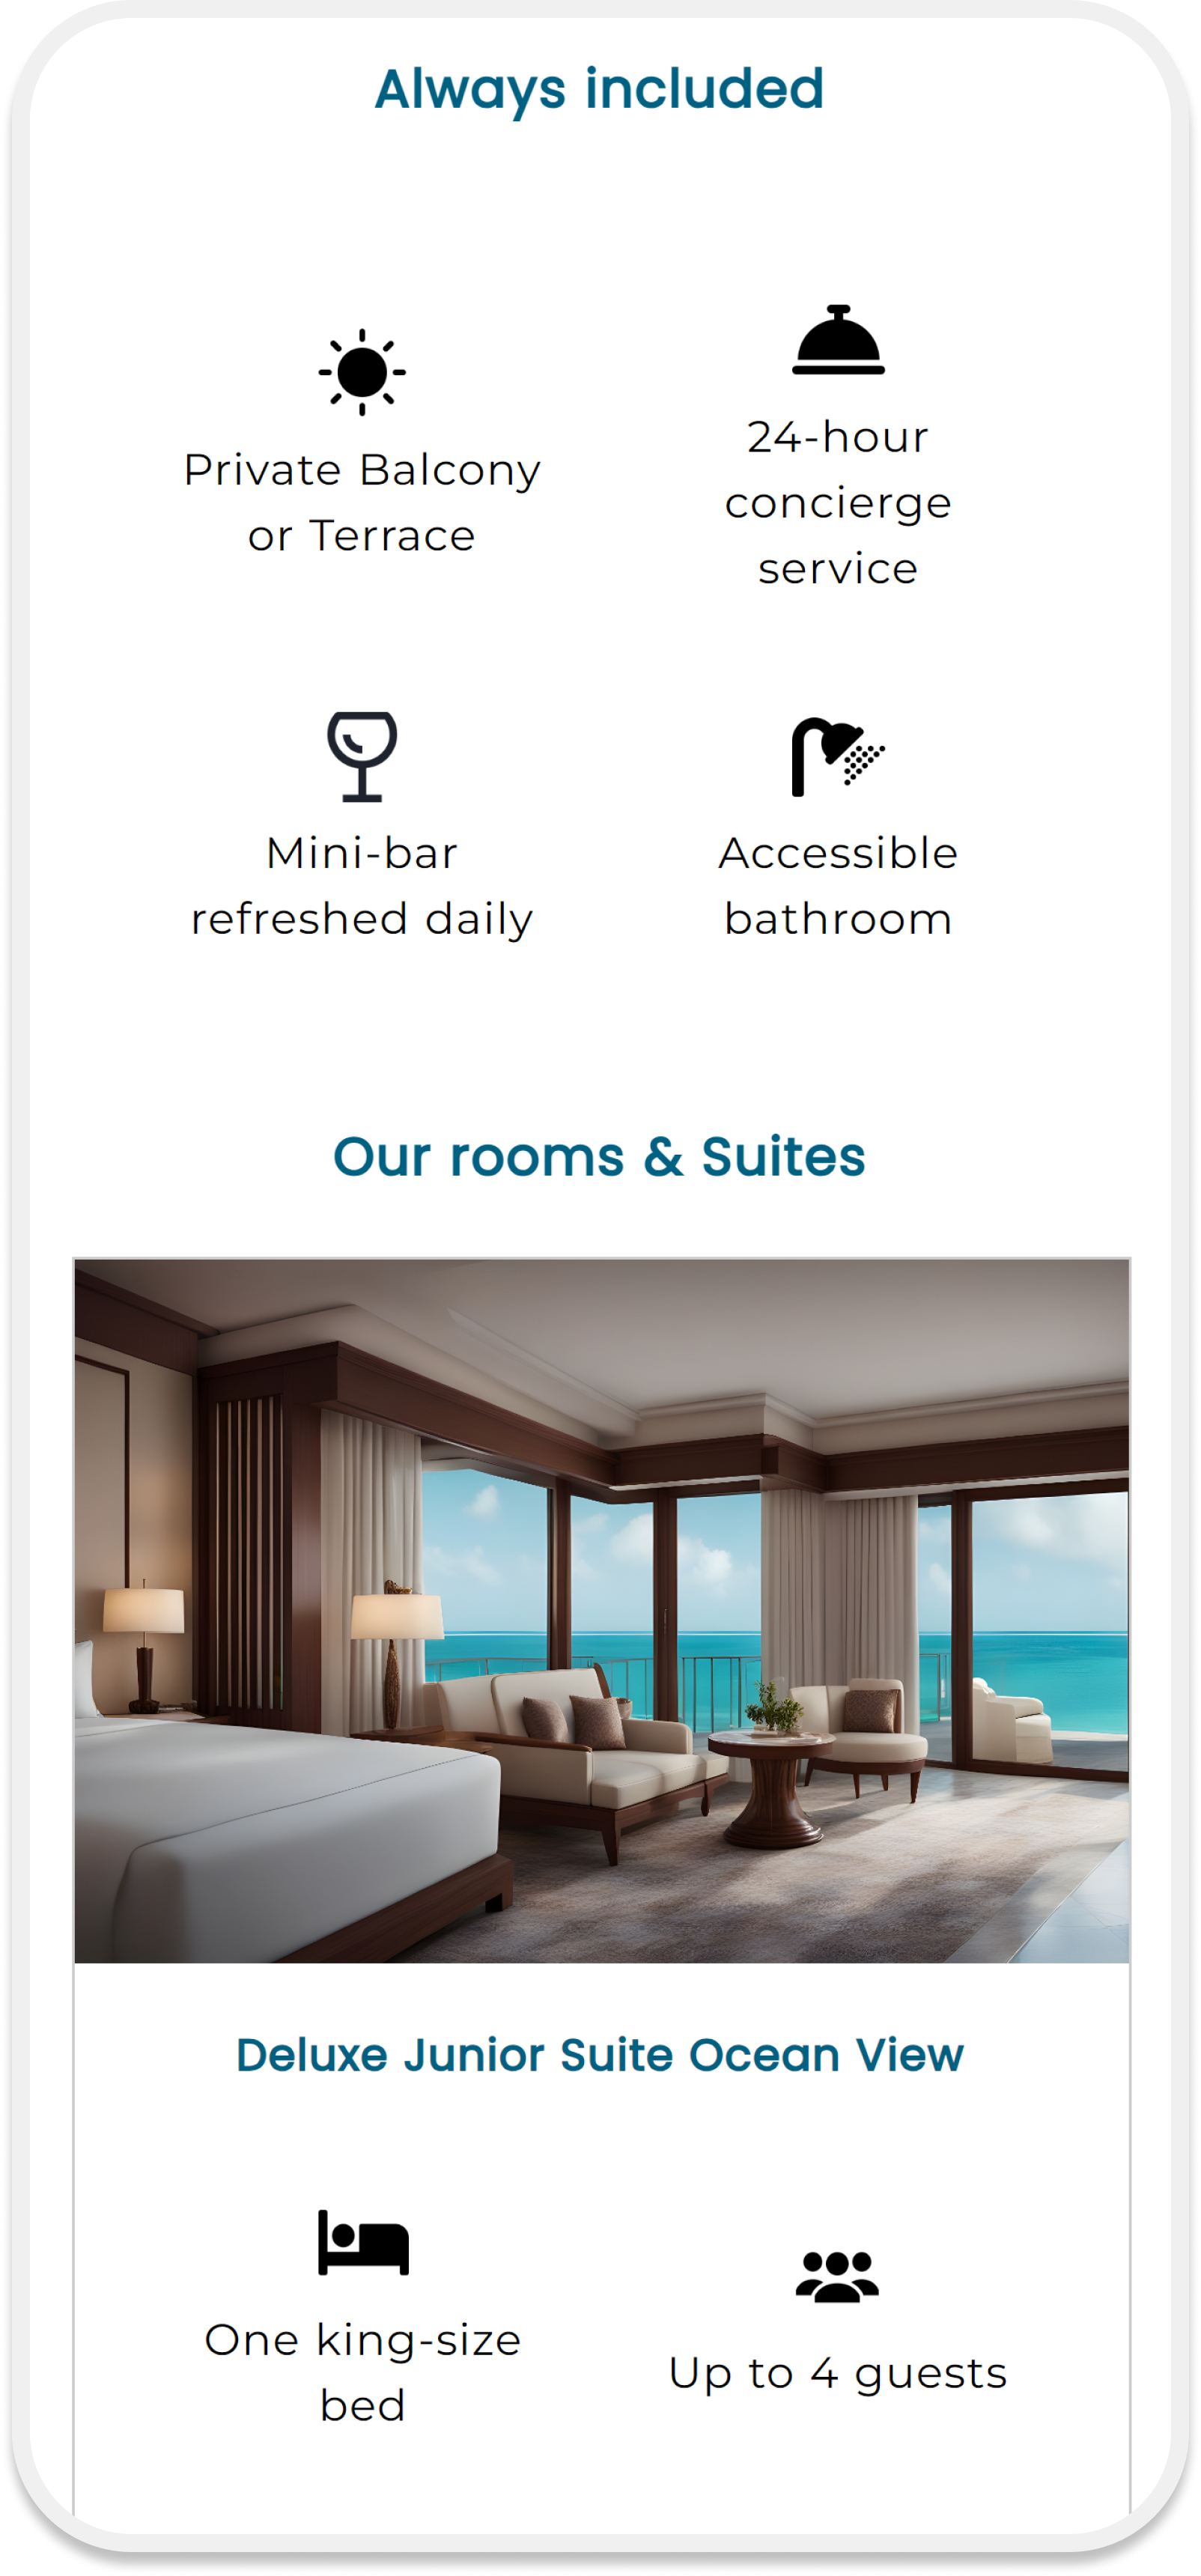 Always included
Private Balcony
or Terrace
24-hour
concierge
service
Mini-bar
refreshed daily
Accessible
bathroom
Our rooms & Suites
Deluxe Junior Suite Ocean View
One king-size
bed
Up to 4 guests